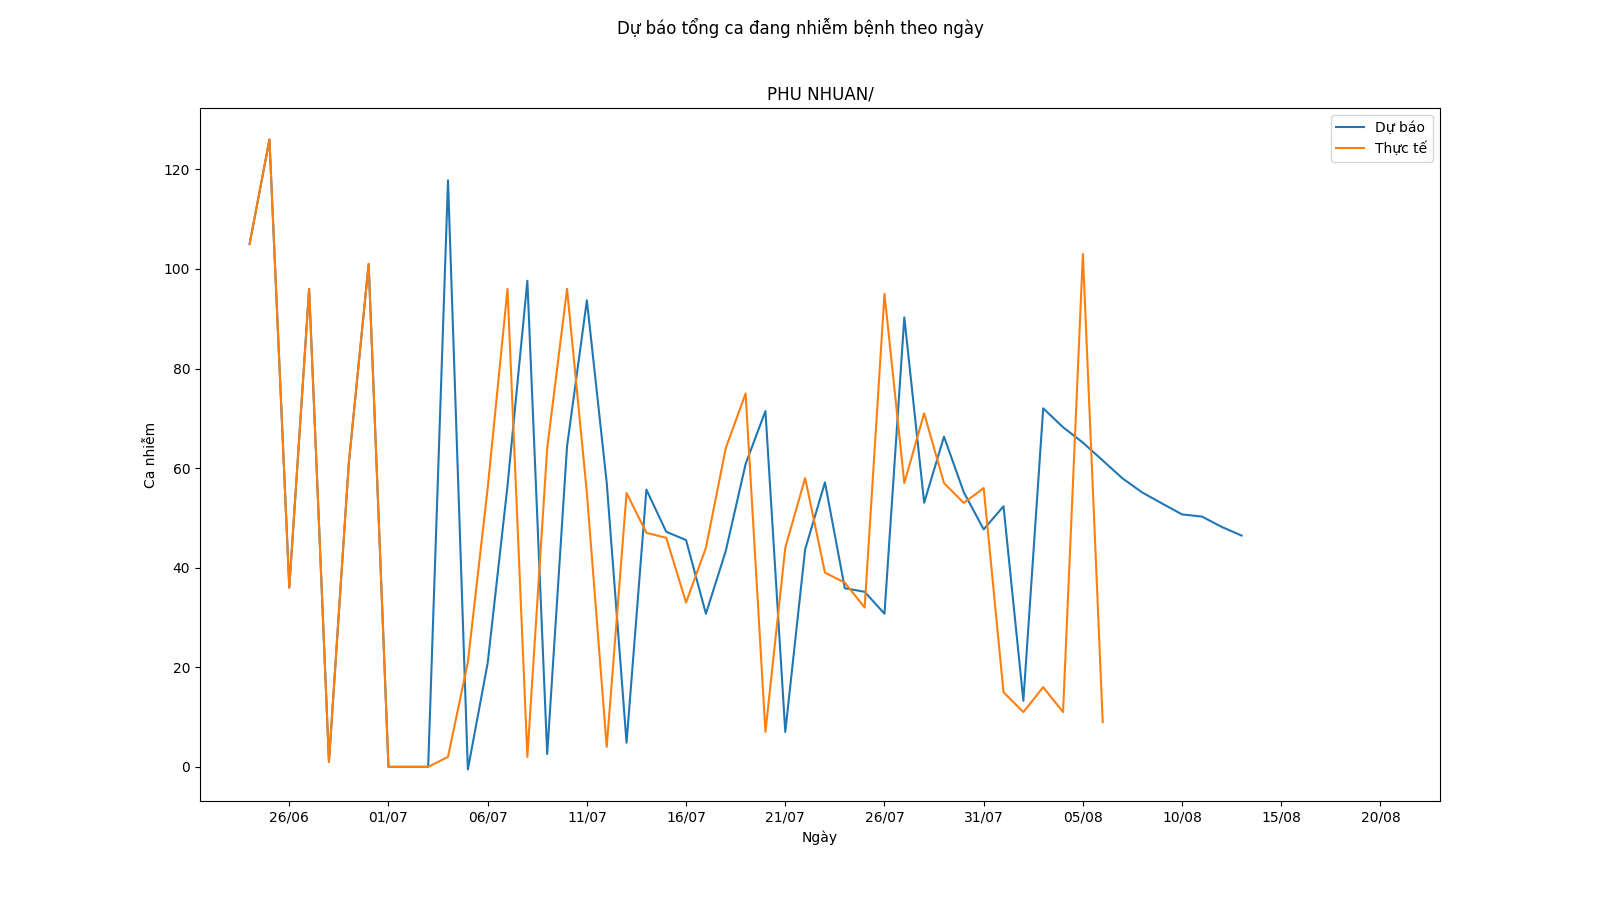 Dự báo tổng ca đang nhiễm bệnh theo ngày
PHU NHUAN/
Dự báo
Thực tế
120
100
80
60
40
20
0
Ca nhiễm
26/06 01/07 06/07 11/07 16/07 21/07 26/07 31/07 05/08 10/08 15/08 20/08
Ngày